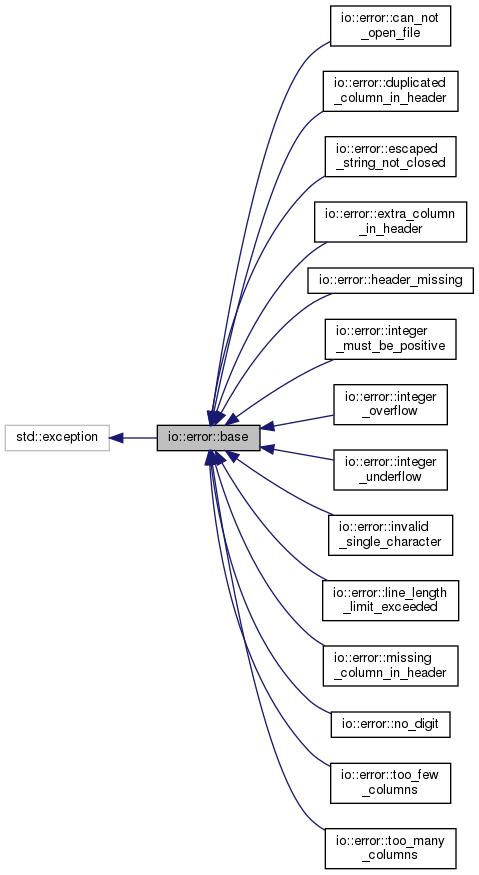 io::error::can_not
_open_file
io::error::duplicated
_column_in_header
io::error::escaped
_string_not_closed
io::error::extra_column
_in_header
io::error::header_missing
io::error::integer
_must_be_positive
io::error::integer
_overflow
std::exception
io::error::base
io::error::integer
_underflow
io::error::invalid
_single_character
io::error::line_length
_limit_exceeded
io::error::missing
_column_in_header
io::error::no_digit
io::error::too_few
_columns
io::error::too_many
_columns